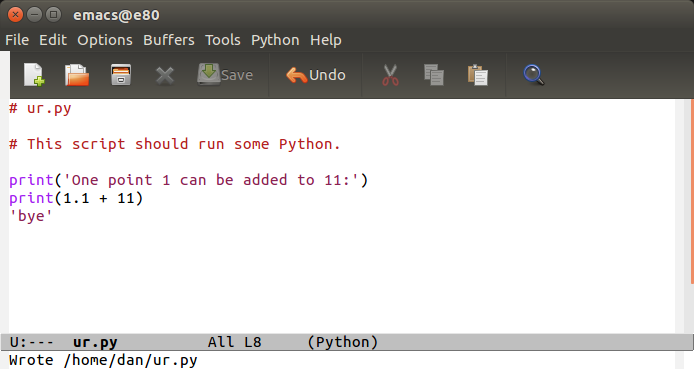 emacs@e80
File Edit Options Buffers Tools Python Help
Save Undo
# ur.py
# This script should run some Python.
print('One point 1 can be added to 11:')
print(1.1 + 11)
'bye'
U:--- ur.py All L8 (Python)
Wrote /home/dan/ur.py